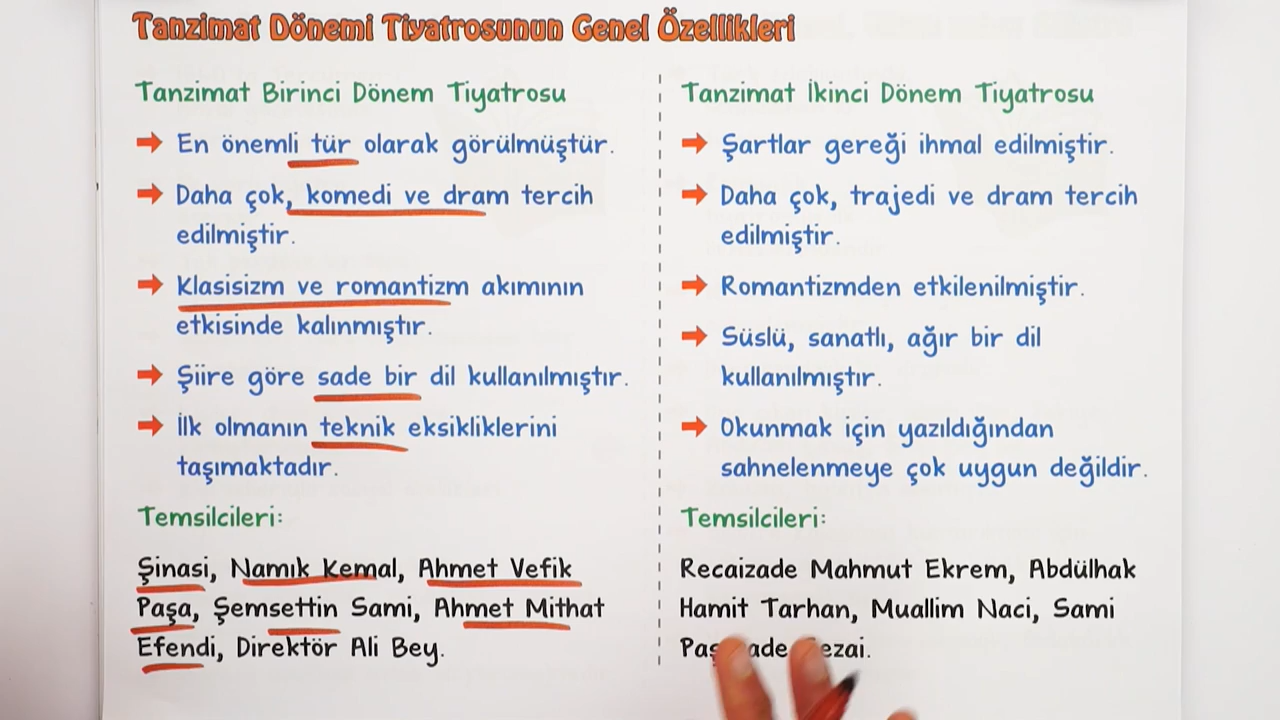 Tanzimat Dönemi Tiyatrosunun Genel Özellikleri
Tanzimat Birinci Dönem Tiyatrosu
En önemli tür olarak görülmüştür.
Daha çok, komedi ve dram tercih
edilmiştir.
Klasisizm ve romantizm akımının
etkisinde kalınmıştır.
Şiire göre sade bir dil kullanılmıştır.
İlk olmanın teknik eksikliklerini
taşımaktadır.
Temsilcileri:
Şinasi, Namık Kemal, Ahmet Vefik
Paşa, Şemsettin Sami, Ahmet Mithat
Efendi, Direktör Ali Bey.
Tanzimat İkinci Dönem Tiyatrosu
Şartlar gereği ihmal edilmiştir.
Daha çok, trajedi ve dram tercih
edilmiştir.
Romantizmden etkilenilmiştir.
Süslü, sanatlı, ağır bir dil
kullanılmıştır.
Okunmak için yazıldığından
sahnelenmeye çok uygun değildir.
Temsilcileri:
Recaizade Mahmut Ekrem, Abdülhak
Hamit Tarhan, Muallim Naci, Sami